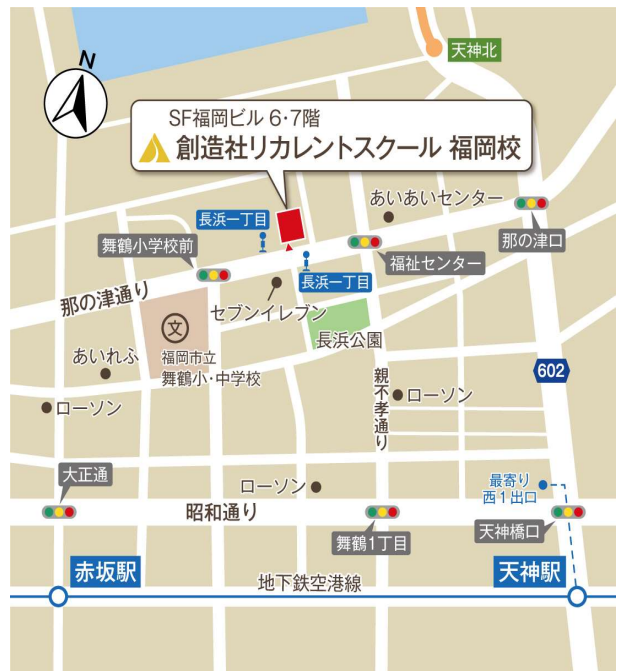 天神北
N
SF福岡ビル 6・7階
創造社リカレントスクール 福岡校
あいあいセンター
長浜一丁目
舞鶴小学校前
福祉センター
那の津口
長浜一丁目
那の津通り
セブンイレブン
文
長浜公園
福岡市立
舞鶴小・中学校
あいれふ
602
親不孝通り
ローソン
ローソン
大正通
ローソン
最寄り
西1出口
昭和通り
舞鶴1丁目
天神橋口
赤坂駅
地下鉄空港線
天神駅